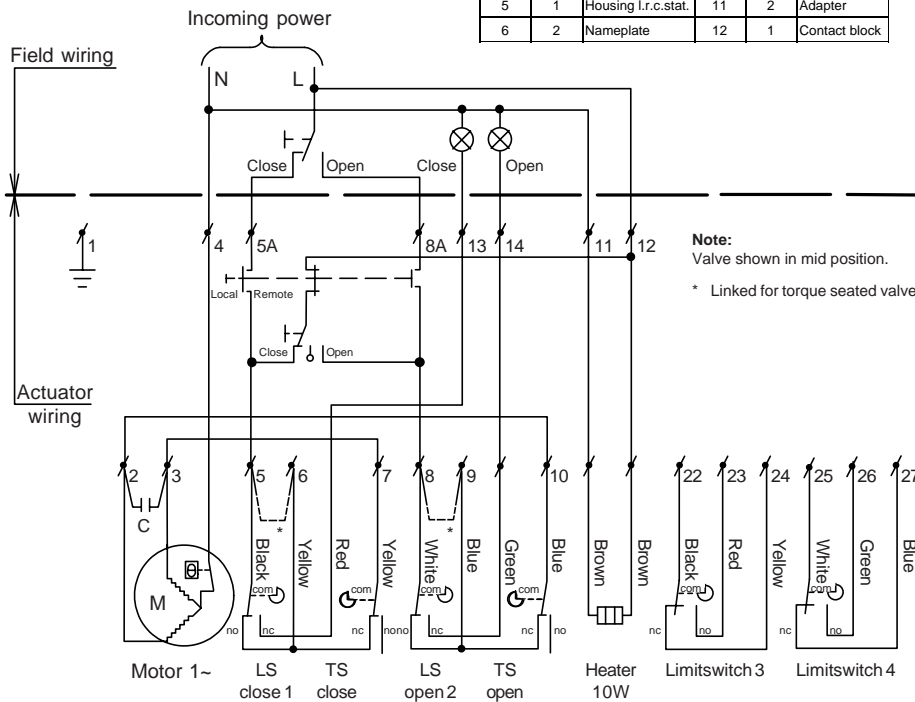 5 1 Housing l.r.c.stat. 11 2 Adapter
6 2 Nameplate 12 1 Contact block
Incoming power
Field wiring
N L
Close Open Close Open
1 4 5A 8A 13 14 11 12
Note:
Valve shown in mid position.
* Linked for torque seated valve
Local Remote
Close Open
Actuator
wiring
2 3 5 6 7 8 9 10 22 23 24 25 26 27
C
* *
Black Yellow Red Yellow White Blue Green Blue Brown Brown Black Red Yellow White Green Blue
M
θ
com com com com com com
no nc nc no no nc nc no nc no nc no
Motor 1~
LS
close 1
TS
close
LS
open 2
TS
open
Heater
10W
Limitswitch 3
Limitswitch 4